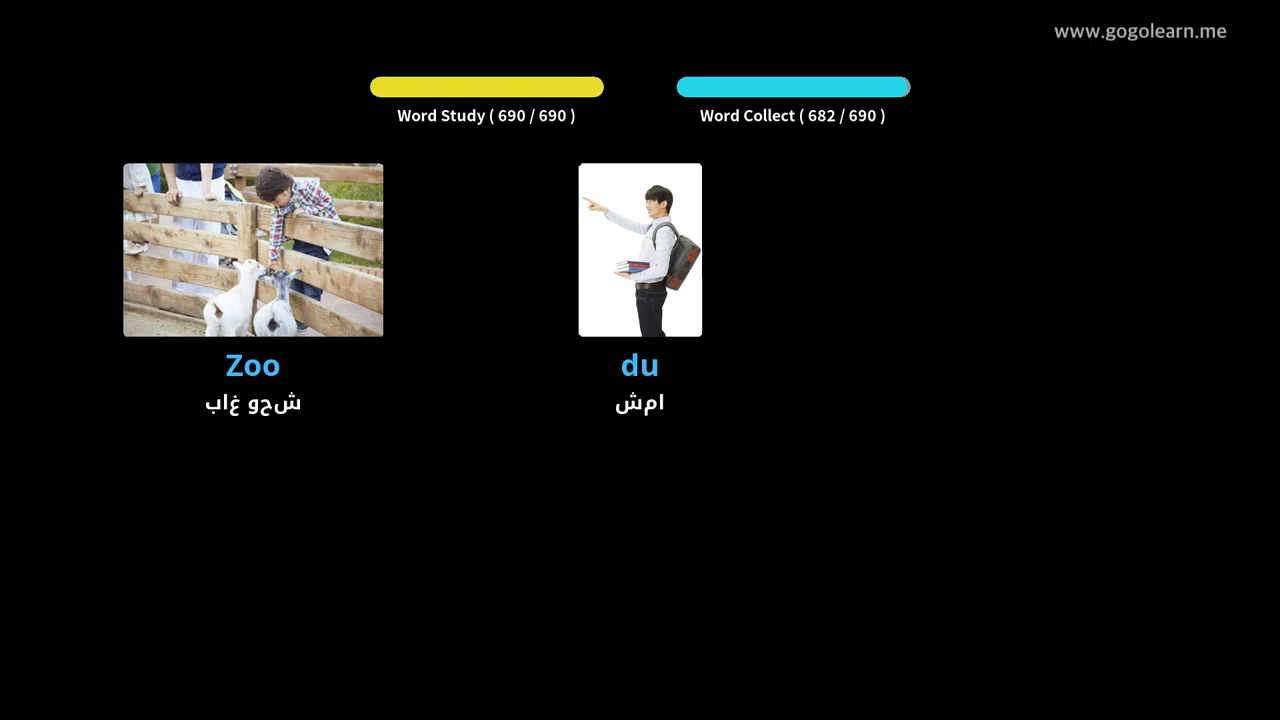 www.gogolearn.me
Word Study ( 690 / 690 )
Word Collect ( 682 / 690 )
Zoo
شحو غاب
du
امش